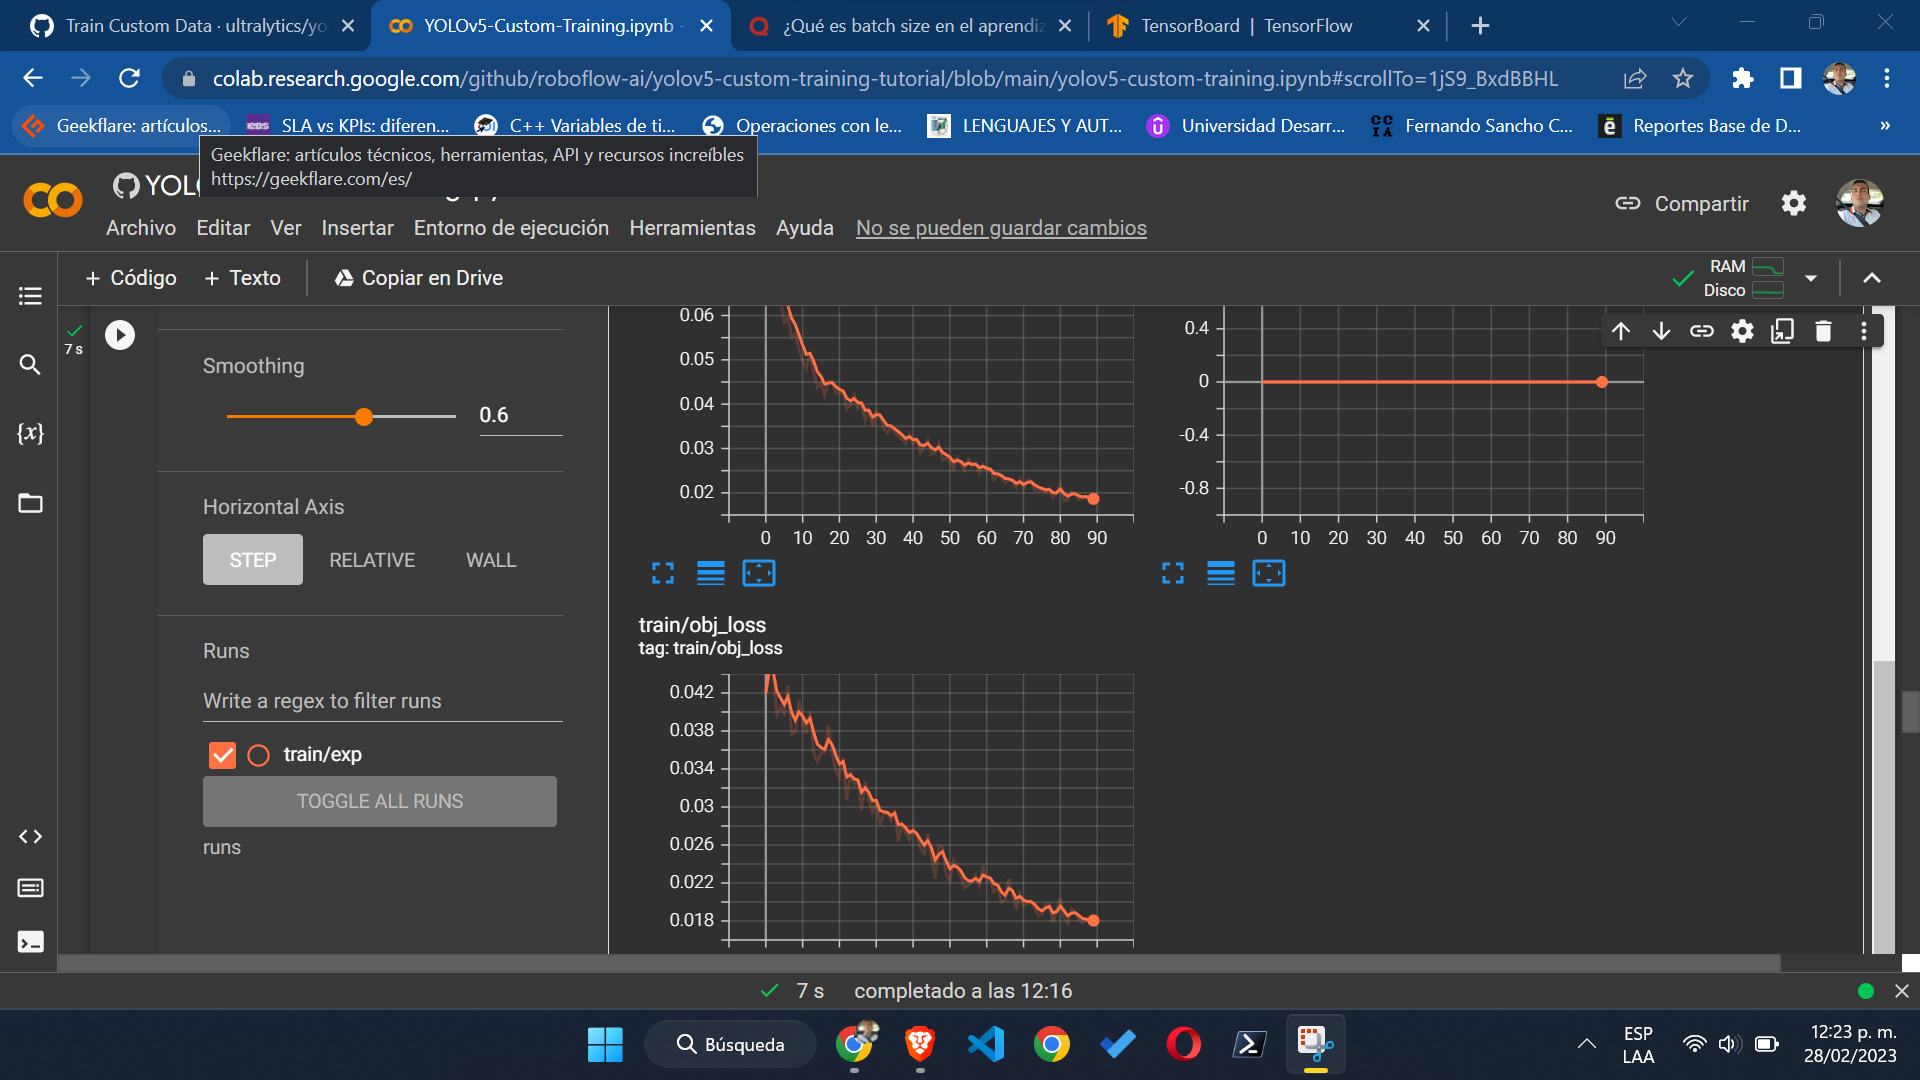 Train Custom Data · ultralytics/yo
YOLOv5-Custom-Training.ipynb -
¿Qué es batch size en el aprendiz
TensorBoard | TensorFlow
colab.research.google.com/github/roboflow-ai/yolov5-custom-training-tutorial/blob/main/yolov5-custom-training.ipynb#scrollTo=1jS9_BxdBBHL
Geekflare: artículos...
SLA vs KPIs: diferen...
C++ Variables de ti...
Operaciones con le...
LENGUAJES Y AUT...
Universidad Desarr...
Fernando Sancho C...
Reportes Base de D...
»
Geekflare: artículos técnicos, herramientas, API y recursos increíbles
https://geekflare.com/es/
Compartir
Archivo Editar Ver Insertar Entorno de ejecución Herramientas Ayuda No se pueden guardar cambios
+ Código + Texto Copiar en Drive
RAM
Disco
7 s
Smoothing
0.6
Horizontal Axis
STEP RELATIVE WALL
Runs
Write a regex to filter runs
train/exp
TOGGLE ALL RUNS
runs
{x}
0.06
0.05
0.04
0.03
0.02
0 10 20 30 40 50 60 70 80 90
0.4
0
-0.4
-0.8
0 10 20 30 40 50 60 70 80 90
train/obj_loss
tag: train/obj_loss
0.042
0.038
0.034
0.03
0.026
0.022
0.018
7 s completado a las 12:16
Búsqueda
ESP
LAA
12:23 p. m.
28/02/2023